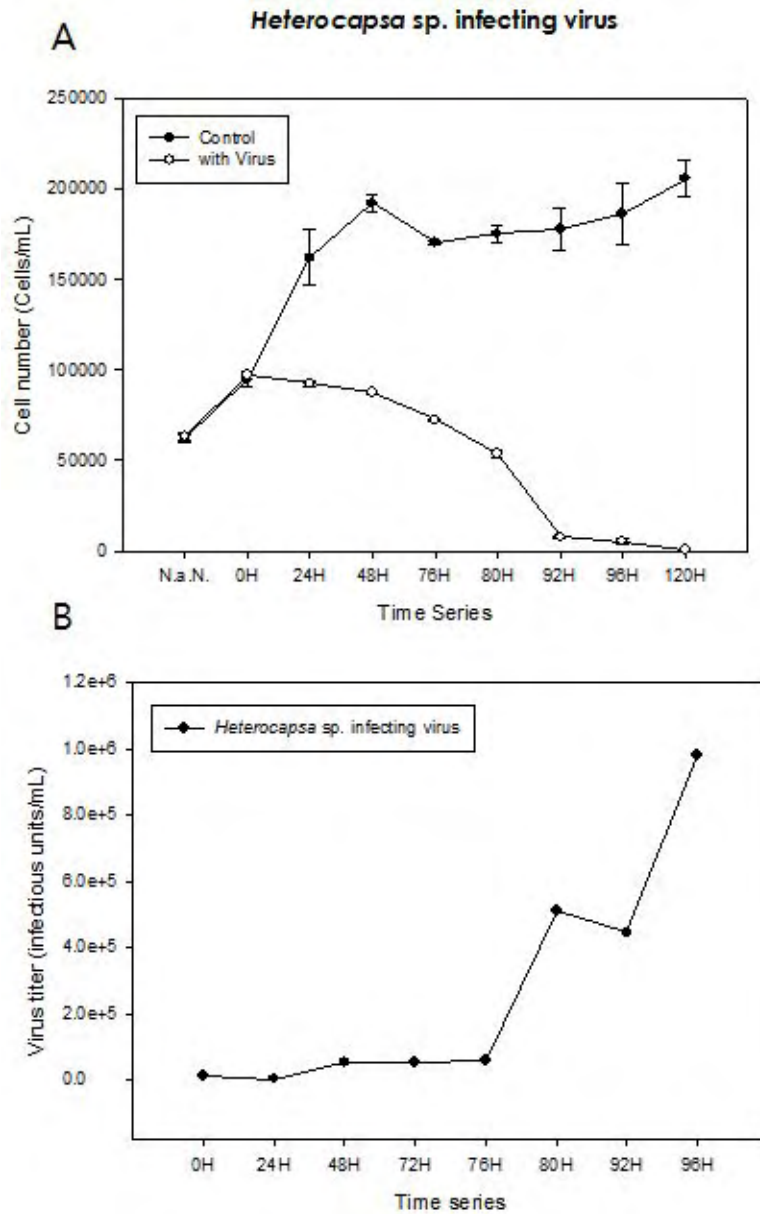 Heterocapsa sp. infecting virus
A
250000
200000
150000
100000
50000
0
Control
with Virus
Cell number (Cells/mL)
N.a.N. 0H 24H 48H 76H 80H 92H 96H 120H
Time Series
B
1.2e+6
1.0e+6
8.0e+5
6.0e+5
4.0e+5
2.0e+5
0.0
Heterocapsa sp. infecting virus
Virus titer (infectious units/mL)
0H 24H 48H 72H 76H 80H 92H 96H
Time series